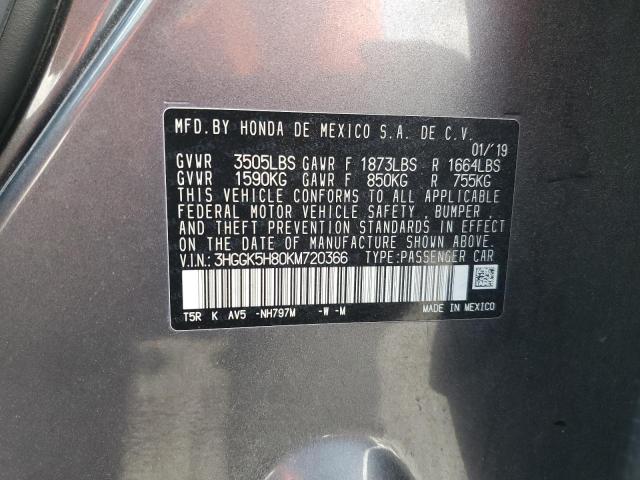 MFD.BY HONDA DE MEXICO S.A. DE C.V.
01/'19
GVWR 3505LBS GAWR F 1873LBS R 1664LBS
GVWR 1590KG GAWR F 850KG R 755KG
THIS VEHICLE CONFORMS TO ALL APPLICABLE
FEDERAL MOTOR VEHICLE SAFETY , BUMPER ,
AND THEFT PREVENTION STANDARDS IN EFFECT
ON THE DATE OF MANUFACTURE SHOWN ABOVE.
V.I.N.: 3HGGK5H80KM720366 TYPE:PASSENGER CAR
T5R K AV5 -NH797M -W -M MADE IN MEXICO